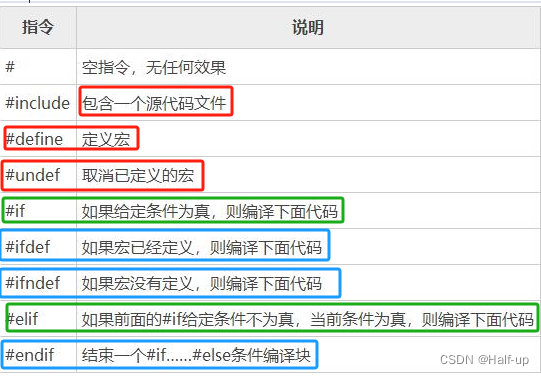 指令 说明
# 空指令，无任何效果
#include 包含一个源代码文件
#define 定义宏
#undef 取消已定义的宏
#if 如果给定条件为真，则编译下面代码
#ifdef 如果宏已经定义，则编译下面代码
#ifndef 如果宏没有定义，则编译下面代码
#elif 如果前面的#if给定条件不为真，当前条件为真，则编译下面代码
#endif 结束一个#if……#else条件编译块
CSDN @Half-up